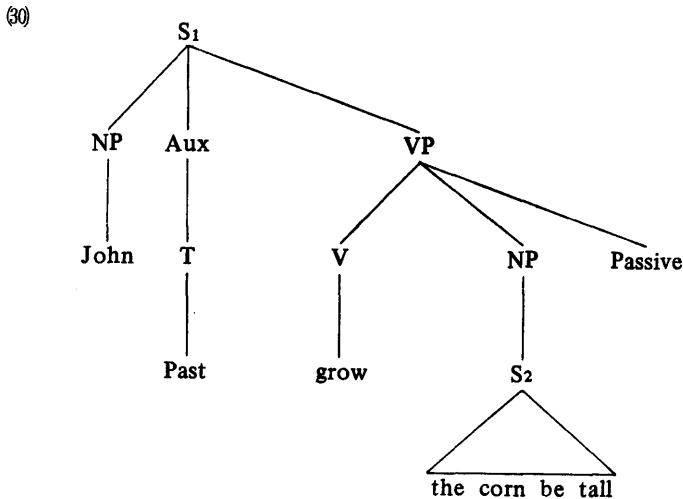 (30)
S1
NP Aux VP
John T V NP Passive
Past grow S2
the corn be tall